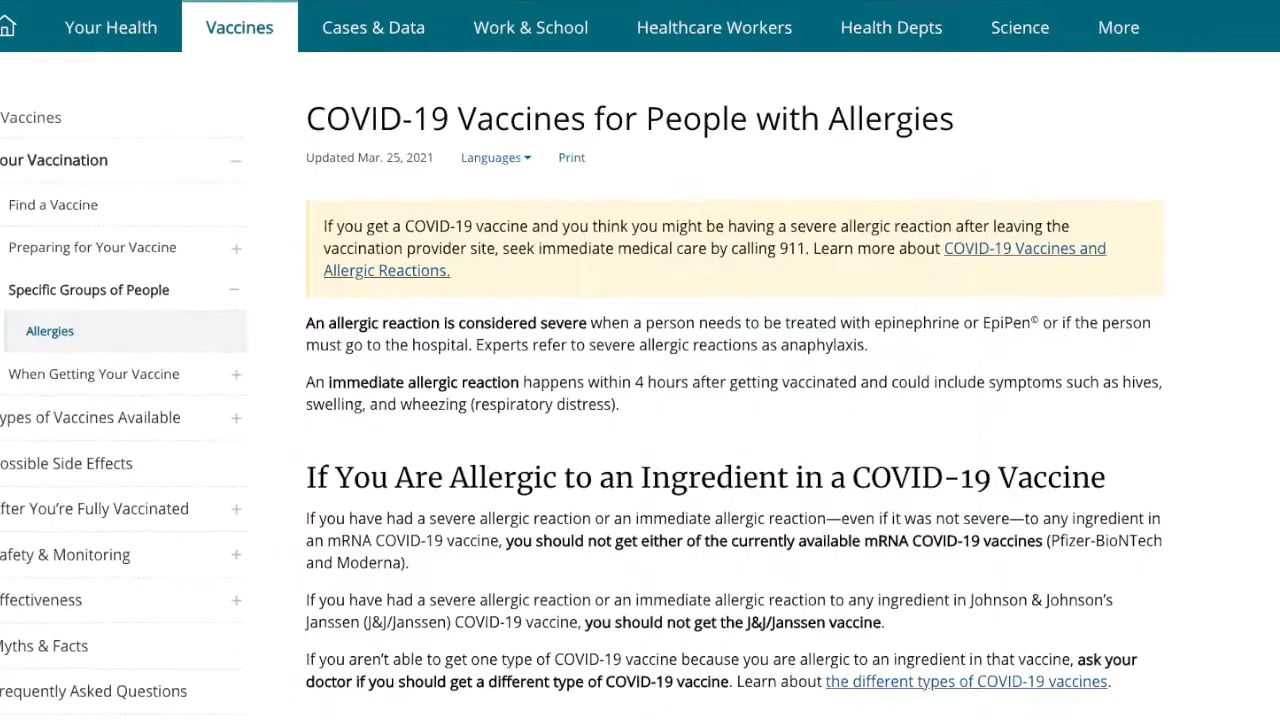 Your Health
Vaccines
Cases & Data
Work & School
Healthcare Workers
Health Depts
Science
More
Vaccines
our Vaccination
Find a Vaccine
Preparing for Your Vaccine
Specific Groups of People
Allergies
When Getting Your Vaccine
ypes of Vaccines Available
ossible Side Effects
fter You’re Fully Vaccinated
afety & Monitoring
ffectiveness
Myths & Facts
requently Asked Questions
COVID-19 Vaccines for People with Allergies
Updated Mar. 25, 2021 Languages Print
If you get a COVID-19 vaccine and you think you might be having a severe allergic reaction after leaving the
vaccination provider site, seek immediate medical care by calling 911. Learn more about COVID-19 Vaccines and
Allergic Reactions.
An allergic reaction is considered severe when a person needs to be treated with epinephrine or EpiPen© or if the person
must go to the hospital. Experts refer to severe allergic reactions as anaphylaxis.
An immediate allergic reaction happens within 4 hours after getting vaccinated and could include symptoms such as hives,
swelling, and wheezing (respiratory distress).
If You Are Allergic to an Ingredient in a COVID-19 Vaccine
If you have had a severe allergic reaction or an immediate allergic reaction—even if it was not severe—to any ingredient in
an mRNA COVID-19 vaccine, you should not get either of the currently available mRNA COVID-19 vaccines (Pfizer-BioNTech
and Moderna).
If you have had a severe allergic reaction or an immediate allergic reaction to any ingredient in Johnson & Johnson’s
Janssen (J&J/Janssen) COVID-19 vaccine, you should not get the J&J/Janssen vaccine.
If you aren’t able to get one type of COVID-19 vaccine because you are allergic to an ingredient in that vaccine, ask your
doctor if you should get a different type of COVID-19 vaccine. Learn about the different types of COVID-19 vaccines.